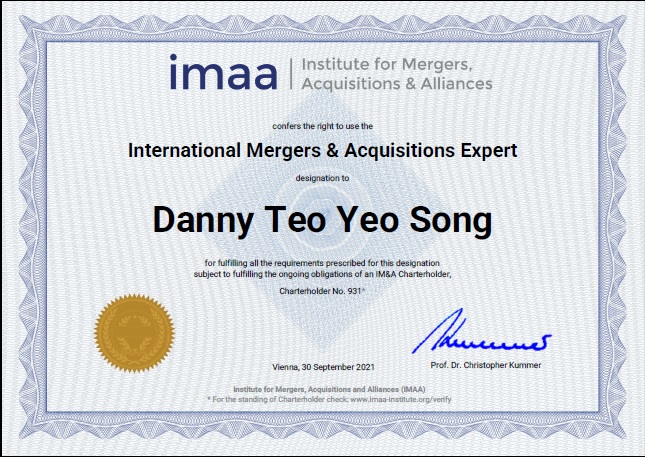 imaa | Institute for Mergers,
Acquisitions & Alliances
confers the right to use the
International Mergers & Acquisitions Expert
designation to
Danny Teo Yeo Song
for fulfilling all the requirements prescribed for this designation
subject to fulfilling the ongoing obligations of an IM&A Charterholder,
Charterholder No. 931*
Vienna, 30 September 2021
Prof. Dr. Christopher Kummer
Institute for Mergers, Acquisitions and Alliances (IMAA)
* For the standing of Charterholder check: www.imaa-institute.org/verify